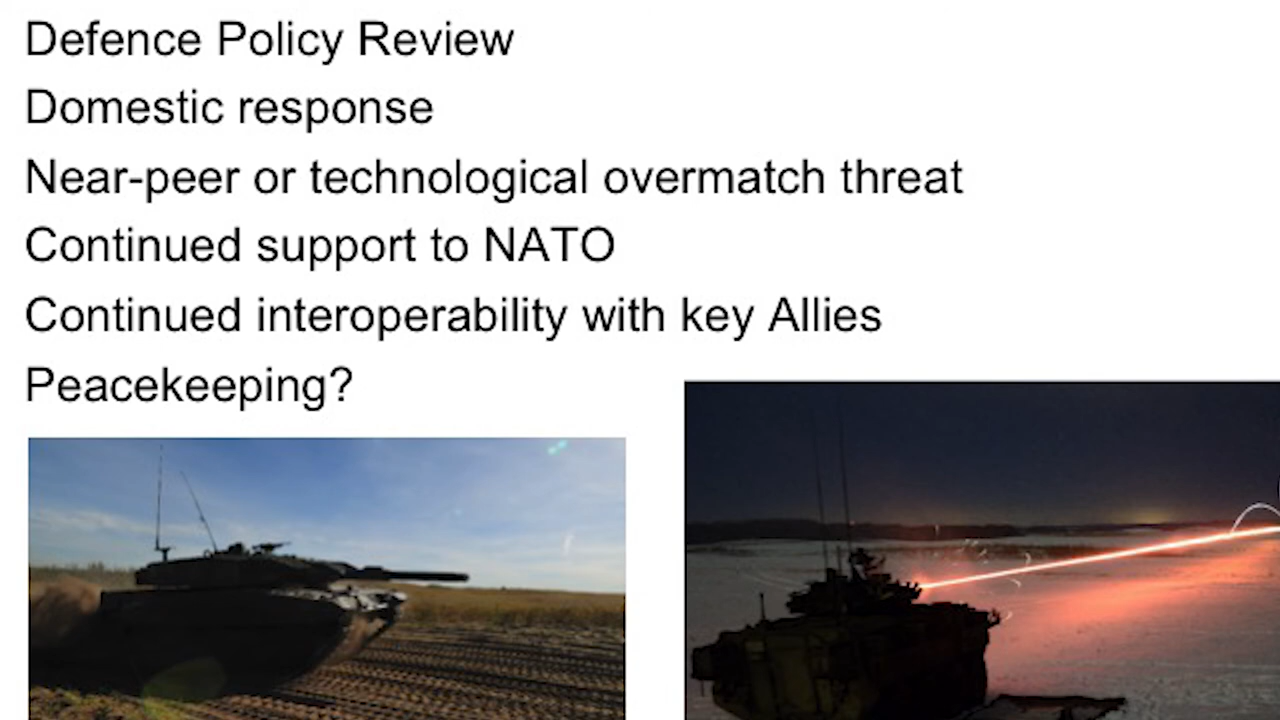 Defence Policy Review
Domestic response
Near-peer or technological overmatch threat
Continued support to NATO
Continued interoperability with key Allies
Peacekeeping?